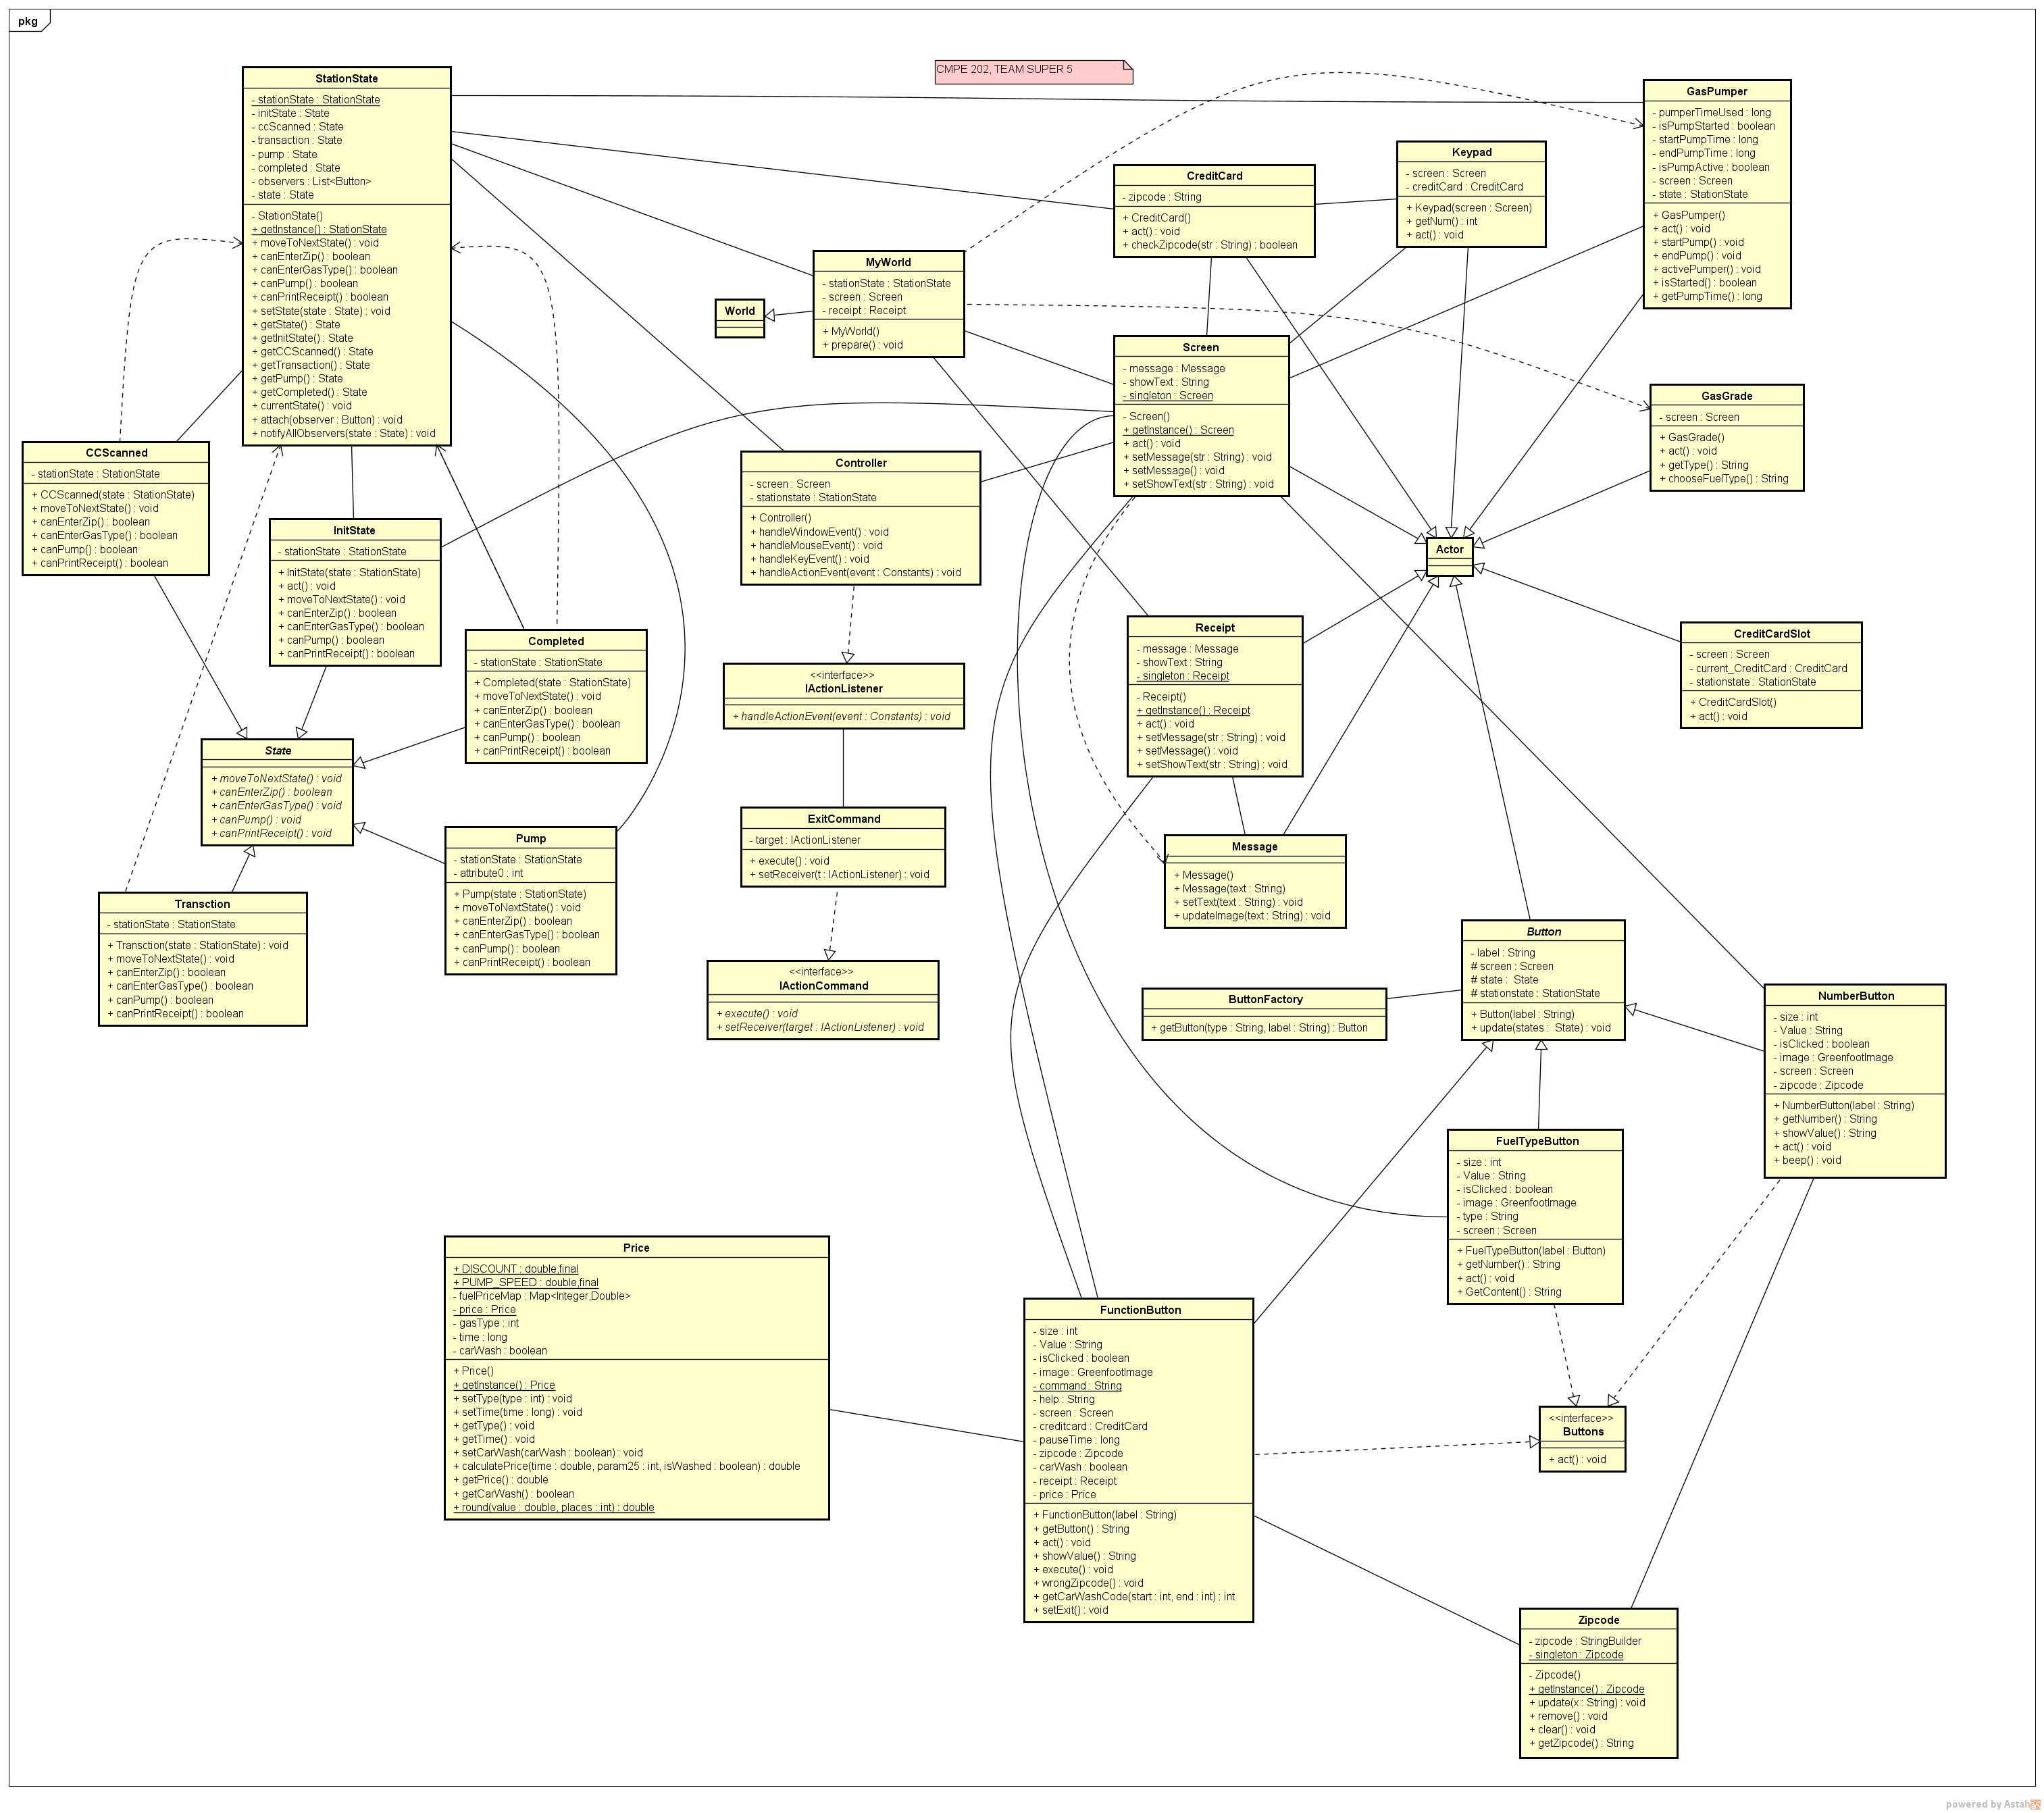 pkg
CMPE 202, TEAM SUPER 5
StationState
- stationState : StationState
- initState : State
- ccScanned : State
- transaction : State
- pump : State
- completed : State
- observers : List<Button>
- state : State
- StationState()
+ getInstance() : StationState
+ moveToNextState() : void
+ canEnterZip() : boolean
+ canEnterGasType() : boolean
+ canPump() : boolean
+ canPrintReceipt() : boolean
+ setState(state : State) : void
+ getState() : State
+ getInitState() : State
+ getCCScanned() : State
+ getTransaction() : State
+ getPump() : State
+ getCompleted() : State
+ currentState() : void
+ attach(observer : Button) : void
+ notifyAllObservers(state : State) : void
GasPumper
- pumperTimeUsed : long
- isPumpStarted : boolean
- startPumpTime : long
- endPumpTime : long
- isPumpActive : boolean
- screen : Screen
- state : StationState
+ GasPumper()
+ act() : void
+ startPump() : void
+ endPump() : void
+ activePumper() : void
+ isStarted() : boolean
+ getPumpTime() : long
Keypad
- screen : Screen
- creditCard : CreditCard
+ Keypad(screen : Screen)
+ getNum() : int
+ act() : void
CreditCard
- zipcode : String
+ CreditCard()
+ act() : void
+ checkZipcode(str : String) : boolean
MyWorld
- stationState : StationState
- screen : Screen
- receipt : Receipt
+ MyWorld()
+ prepare() : void
World
Screen
- message : Message
- showText : String
- singleton : Screen
- Screen()
+ getInstance() : Screen
+ act() : void
+ setMessage(str : String) : void
+ setMessage() : void
+ setShowText(str : String) : void
GasGrade
- screen : Screen
+ GasGrade()
+ act() : void
+ getType() : String
+ chooseFuelType() : String
CCScanned
- stationState : StationState
+ CCScanned(state : StationState)
+ moveToNextState() : void
+ canEnterZip() : boolean
+ canEnterGasType() : boolean
+ canPump() : boolean
+ canPrintReceipt() : boolean
Controller
- screen : Screen
- stationstate : StationState
+ Controller()
+ handleWindowEvent() : void
+ handleMouseEvent() : void
+ handleKeyEvent() : void
+ handleActionEvent(event : Constants) : void
InitState
- stationState : StationState
+ InitState(state : StationState)
+ act() : void
+ moveToNextState() : void
+ canEnterZip() : boolean
+ canEnterGasType() : boolean
+ canPump() : boolean
+ canPrintReceipt() : boolean
Actor
Completed
- stationState : StationState
+ Completed(state : StationState)
+ moveToNextState() : void
+ canEnterZip() : boolean
+ canEnterGasType() : boolean
+ canPump() : boolean
+ canPrintReceipt() : boolean
Receipt
- message : Message
- showText : String
- singleton : Receipt
- Receipt()
+ getInstance() : Receipt
+ act() : void
+ setMessage(str : String) : void
+ setMessage() : void
+ setShowText(str : String) : void
CreditCardSlot
- screen : Screen
- current_CreditCard : CreditCard
- stationstate : StationState
+ CreditCardSlot()
+ act() : void
<<interface>>
IActionListener
+ handleActionEvent(event : Constants) : void
State
+ moveToNextState() : void
+ canEnterZip() : boolean
+ canEnterGasType() : void
+ canPump() : void
+ canPrintReceipt() : void
ExitCommand
- target : IActionListener
+ execute() : void
+ setReceiver(t : IActionListener) : void
Pump
- stationState : StationState
- attribute0 : int
+ Pump(state : StationState)
+ moveToNextState() : void
+ canEnterZip() : boolean
+ canEnterGasType() : boolean
+ canPump() : boolean
+ canPrintReceipt() : boolean
Message
+ Message()
+ Message(text : String)
+ setText(text : String) : void
+ updateImage(text : String) : void
Transction
- stationState : StationState
+ Transction(state : StationState) : void
+ moveToNextState() : void
+ canEnterZip() : boolean
+ canEnterGasType() : boolean
+ canPump() : boolean
+ canPrintReceipt() : boolean
Button
- label : String
# screen : Screen
# state : State
# stationstate : StationState
+ Button(label : String)
+ update(states : State) : void
<<interface>>
IActionCommand
+ execute() : void
+ setReceiver(target : IActionListener) : void
ButtonFactory
+ getButton(type : String, label : String) : Button
NumberButton
- size : int
- Value : String
- isClicked : boolean
- image : GreenfootImage
- screen : Screen
- zipcode : Zipcode
+ NumberButton(label : String)
+ getNumber() : String
+ showValue() : String
+ act() : void
+ beep() : void
FuelTypeButton
- size : int
- Value : String
- isClicked : boolean
- image : GreenfootImage
- type : String
- screen : Screen
+ FuelTypeButton(label : Button)
+ getNumber() : String
+ act() : void
+ GetContent() : String
Price
+ DISCOUNT : double,final
+ PUMP_SPEED : double,final
- fuelPriceMap : Map<Integer,Double>
- price : Price
- gasType : int
- time : long
- carWash : boolean
+ Price()
+ getInstance() : Price
+ setType(type : int) : void
+ setTime(time : long) : void
+ getType() : void
+ getTime() : void
+ setCarWash(carWash : boolean) : void
+ calculatePrice(time : double, param25 : int, isWashed : boolean) : double
+ getPrice() : double
+ getCarWash() : boolean
+ round(value : double, places : int) : double
FunctionButton
- size : int
- Value : String
- isClicked : boolean
- image : GreenfootImage
- command : String
- help : String
- screen : Screen
- creditcard : CreditCard
- pauseTime : long
- zipcode : Zipcode
- carWash : boolean
- receipt : Receipt
- price : Price
+ FunctionButton(label : String)
+ getButton() : String
+ act() : void
+ showValue() : String
+ execute() : void
+ wrongZipcode() : void
+ getCarWashCode(start : int, end : int) : int
+ setExit() : void
<<interface>>
Buttons
+ act() : void
Zipcode
- zipcode : StringBuilder
- singleton : Zipcode
- Zipcode()
+ getInstance() : Zipcode
+ update(x : String) : void
+ remove() : void
+ clear() : void
+ getZipcode() : String
powered by Astah